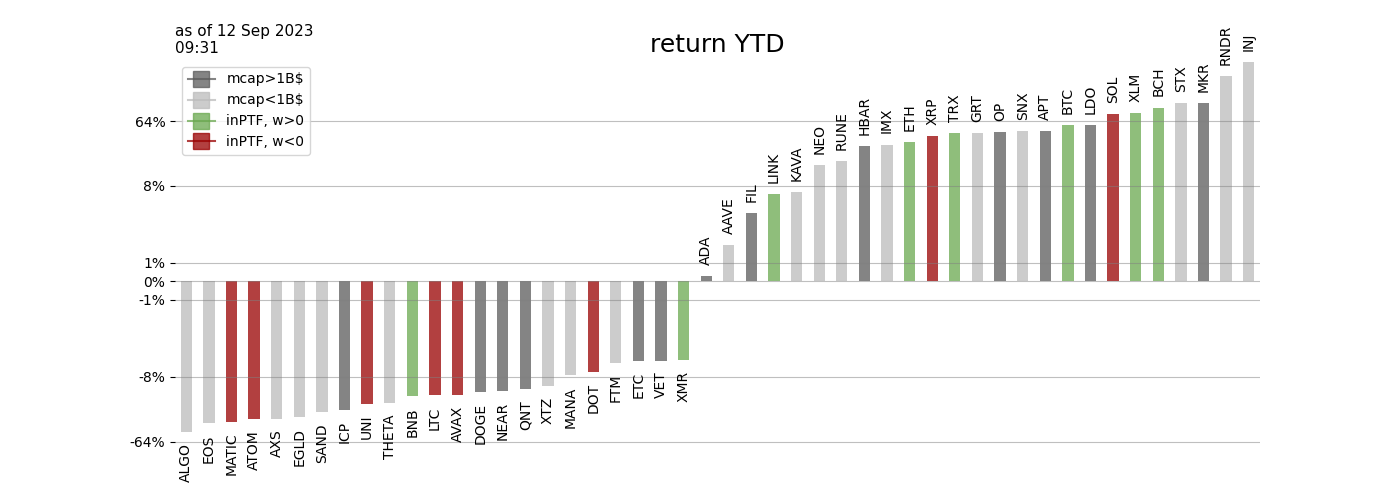 as of 12 Sep 2023
09:31
return YTD
mcap>1B$
mcap<1B$
inPTF, w>0
inPTF, w<0
64%
8%
1%
0%
-1%
-8%
-64%
ALGO
EOS
MATIC
ATOM
AXS
EGLD
SAND
ICP
UNI
THETA
BNB
LTC
AVAX
DOGE
NEAR
QNT
XTZ
MANA
DOT
FTM
ETC
VET
XMR
ADA
AAVE
FIL
LINK
KAVA
NEO
RUNE
HBAR
IMX
ETH
XRP
TRX
GRT
OP
SNX
APT
BTC
LDO
SOL
XLM
BCH
STX
MKR
RNDR
INJ